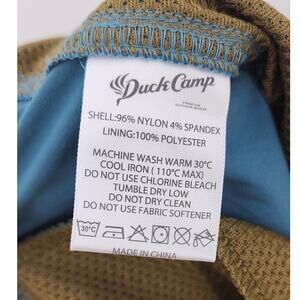 Duck Camp
SHELL:96% NYLON 4% SPANDEX
LINING:100% POLYESTER
MACHINE WASH WARM 30°C
COOL IRON ( 110°C MAX)
DO NOT USE CHLORINE BLEACH
TUMBLE DRY LOW
DO NOT DRY CLEAN
DO NOT USE FABRIC SOFTENER
30°C
MADE IN CHINA